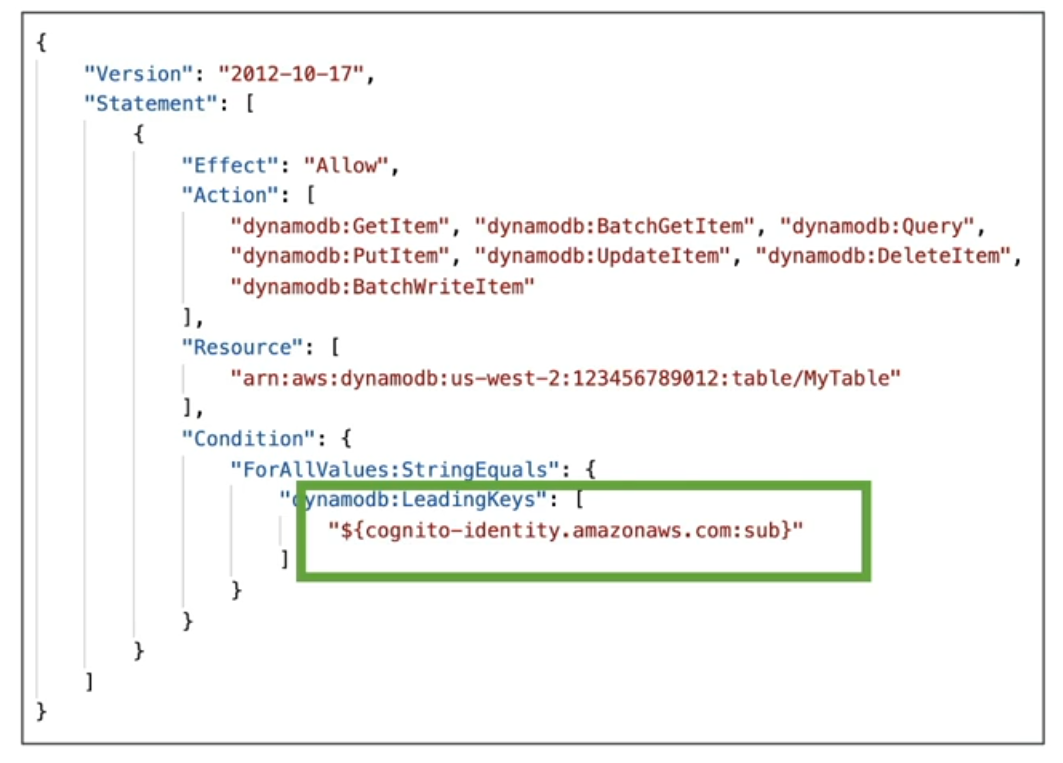 {
"Version": "2012-10-17",
"Statement": [
{
"Effect": "Allow",
"Action": [
"dynamodb:GetItem", "dynamodb:BatchGetItem", "dynamodb:Query",
"dynamodb:PutItem", "dynamodb:UpdateItem", "dynamodb:DeleteItem",
"dynamodb:BatchWriteItem"
],
"Resource": [
"arn:aws:dynamodb:us-west-2:123456789012:table/MyTable"
],
"Condition": {
"ForAllValues:StringEquals": {
"dynamodb:LeadingKeys": [
"${cognito-identity.amazonaws.com:sub}"
]
}
}
}
]
}